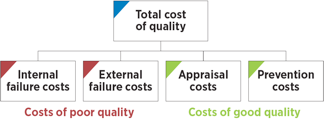 Total cost
of quality
Internal
failure costs
External
failure costs
Appraisal
costs
Prevention
costs
Costs of poor quality
Costs of good quality